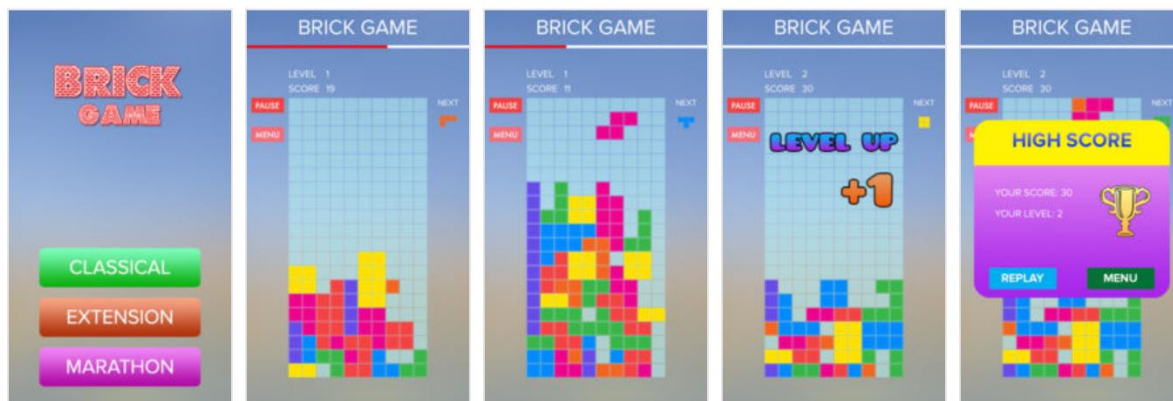 BRICK
GAME
CLASSICAL
EXTENSION
MARATHON
BRICK GAME
LEVEL 1
SCORE 19
PAUSE
NEXT
MENU
BRICK GAME
LEVEL 1
SCORE 11
PAUSE
NEXT
MENU
BRICK GAME
LEVEL 2
SCORE 30
PAUSE
NEXT
MENU
LEVEL UP
+1
BRICK GAME
LEVEL 2
SCORE 20
PAUSE
NEXT
HIGH SCORE
YOUR SCORE: 30
YOUR LEVEL: 2
REPLAY
MENU